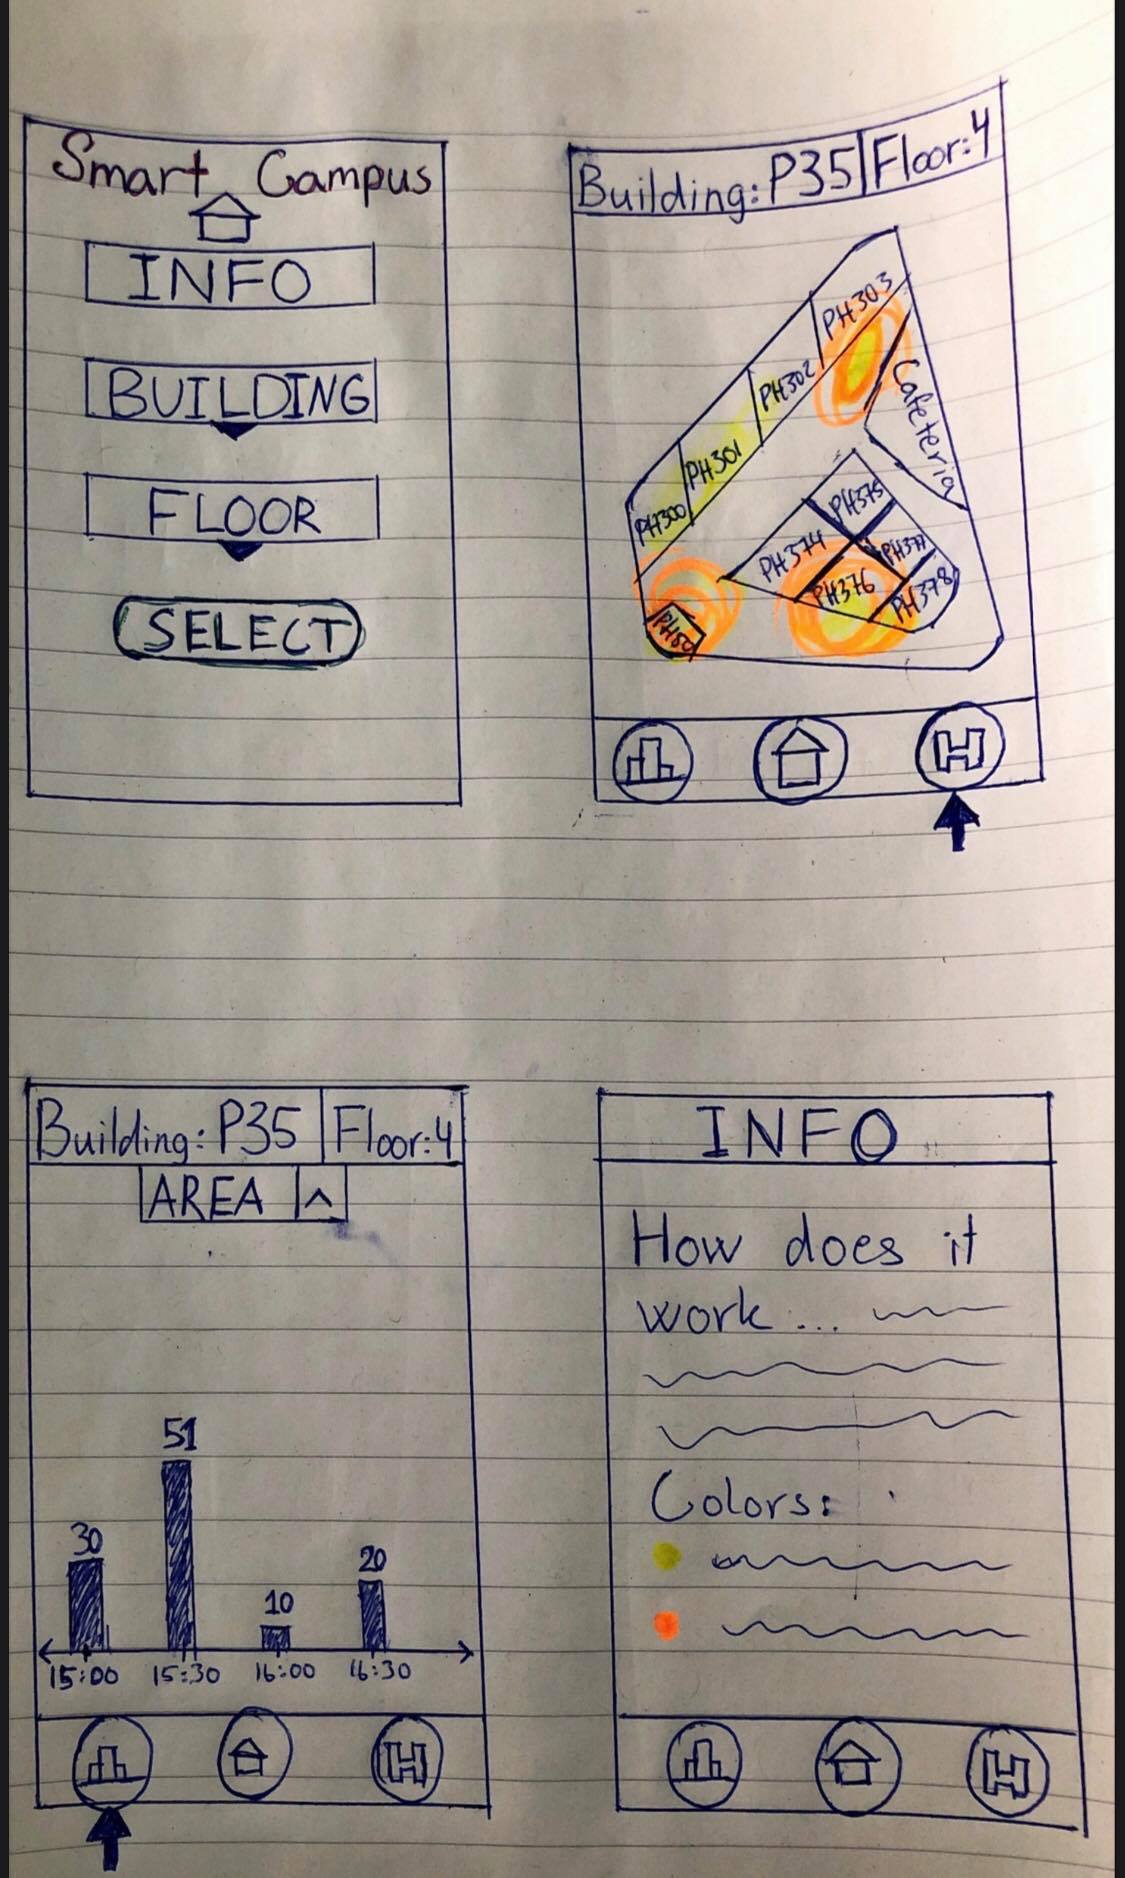 Smart Campus
INFO
BUILDING
FLOOR
SELECT
Building: P35 Floor: 4
PH303
PH302
PH301
PH300
Cafeteria
PH375
PH374
PH377
PH376
PH378
H
Building: P35 Floor: 4
AREA ^
51
30
20
10
15:00 15:30 16:00 16:30
H
INFO
How does it
work...
Colors:
H